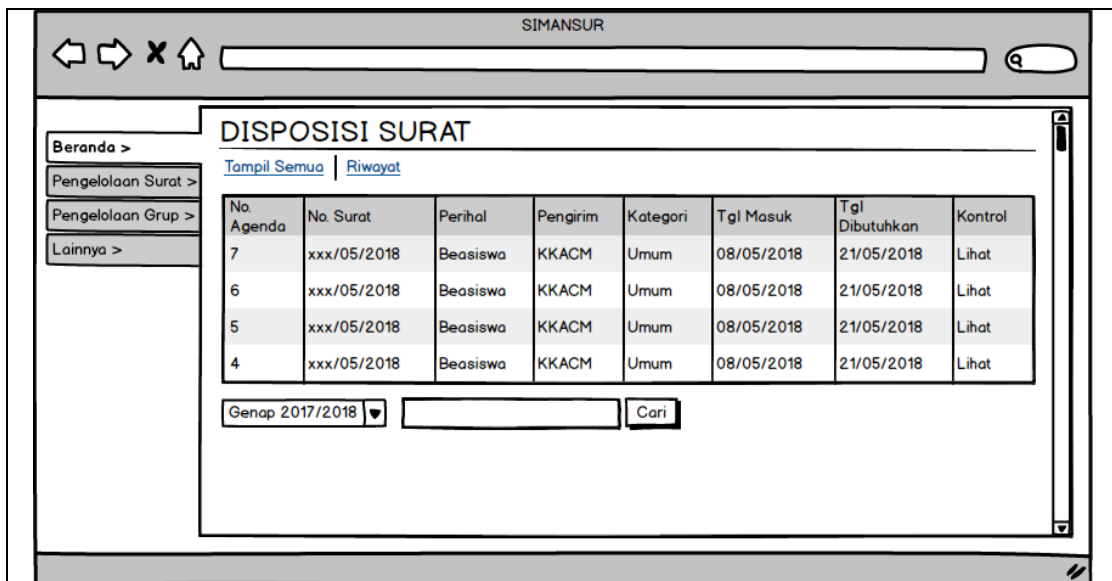 SIMANSUR
Beranda >
Pengelolaan Surat >
Pengelolaan Grup >
Lainnya >
DISPOSISI SURAT
Tampil Semua | Riwayat
No. Agenda No. Surat Perihal Pengirim Kategori Tgl Masuk Tgl Dibutuhkan Kontrol
7 xxx/05/2018 Beasiswa KKACM Umum 08/05/2018 21/05/2018 Lihat
6 xxx/05/2018 Beasiswa KKACM Umum 08/05/2018 21/05/2018 Lihat
5 xxx/05/2018 Beasiswa KKACM Umum 08/05/2018 21/05/2018 Lihat
4 xxx/05/2018 Beasiswa KKACM Umum 08/05/2018 21/05/2018 Lihat
Genap 2017/2018 Cari